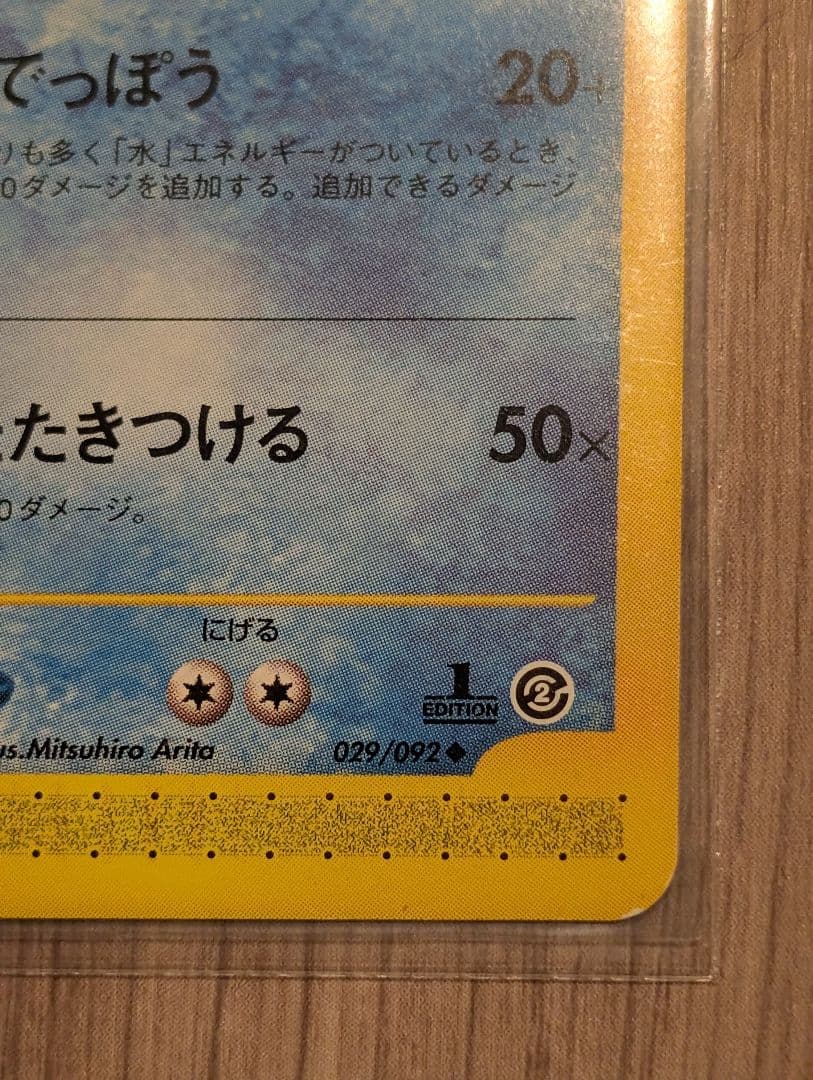 でっぽう 20+
りも多く「水」エネルギーがついているとき、
0ダメージを追加する。追加できるダメージ
たたきつける 50×
0ダメージ。
にげる
1
EDITION
2
us.Mitsuhiro Arita 029/092 ◆